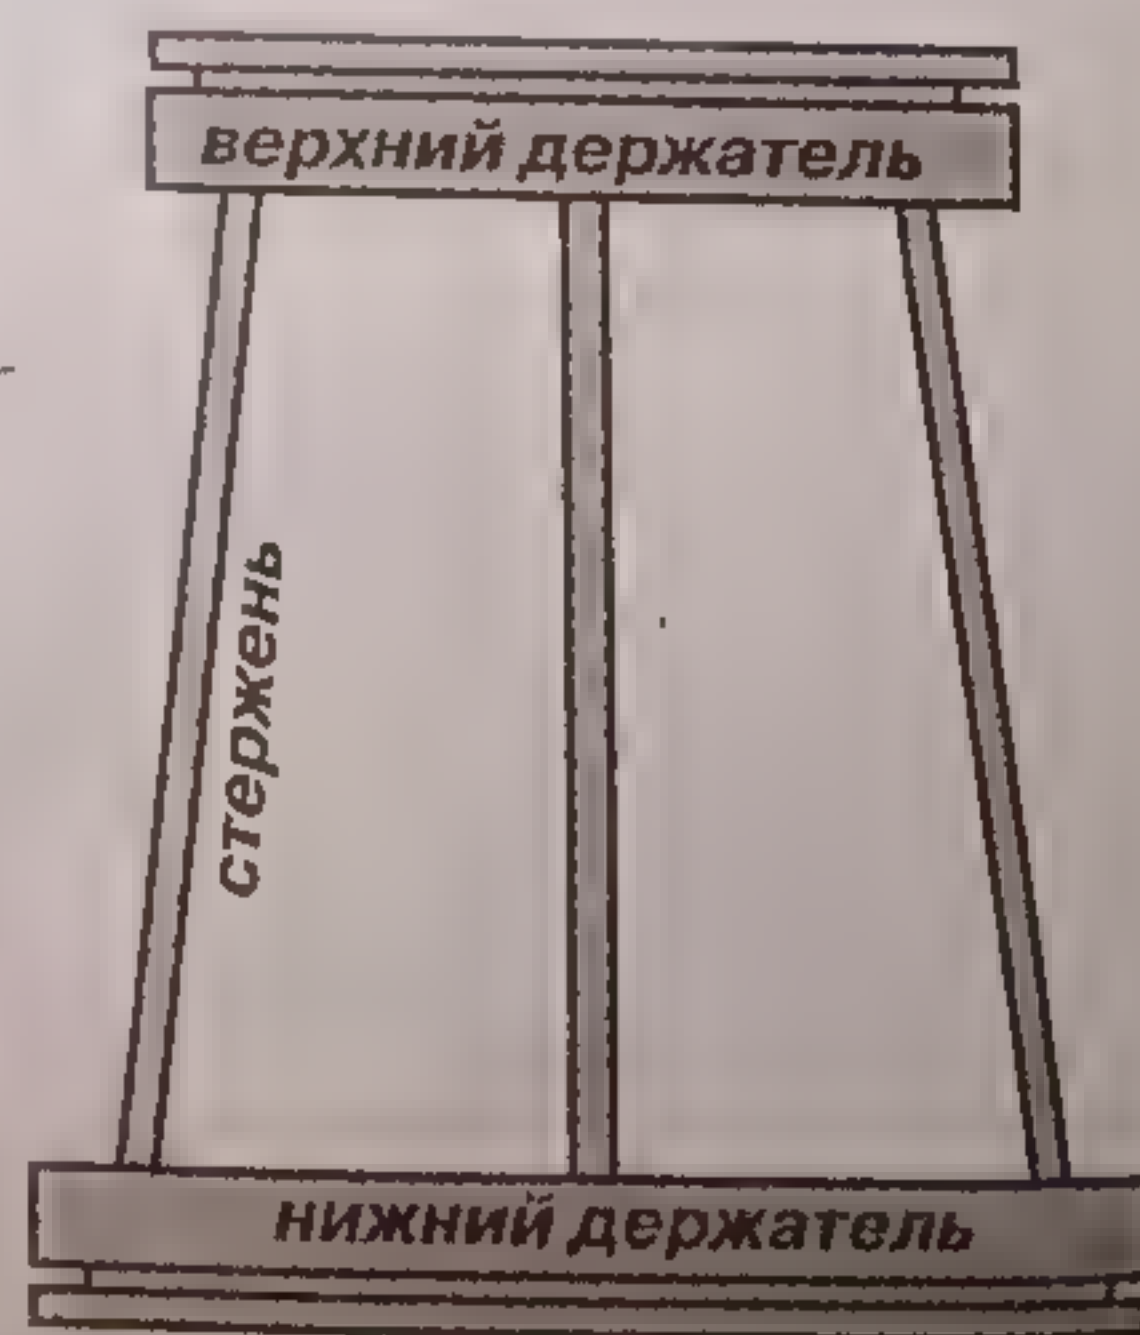 верхний держатель
стержень
нижний держатель